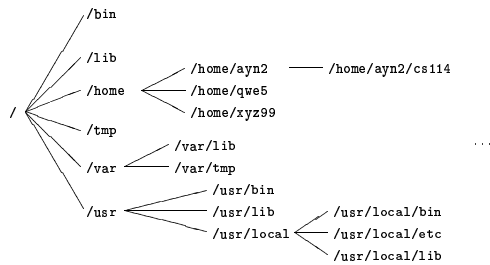 /
/bin
/lib
/home
/home/ayn2
/home/ayn2/cs114
/home/qwe5
/home/xyz99
/tmp
/var
/var/lib
/var/tmp
/usr
/usr/bin
/usr/lib
/usr/local
/usr/local/bin
/usr/local/etc
/usr/local/lib
...